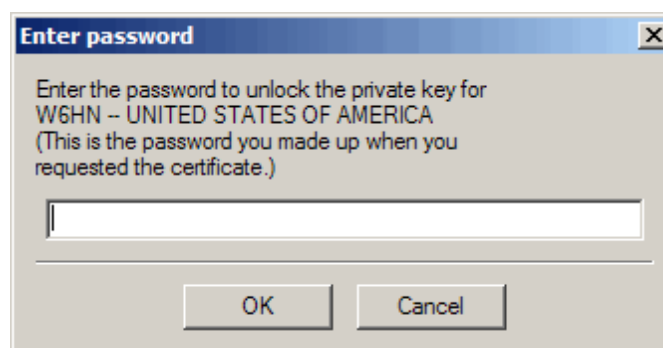 Enter password
Enter the password to unlock the private key for
W6HN -- UNITED STATES OF AMERICA
(This is the password you made up when you
requested the certificate.)
OK Cancel